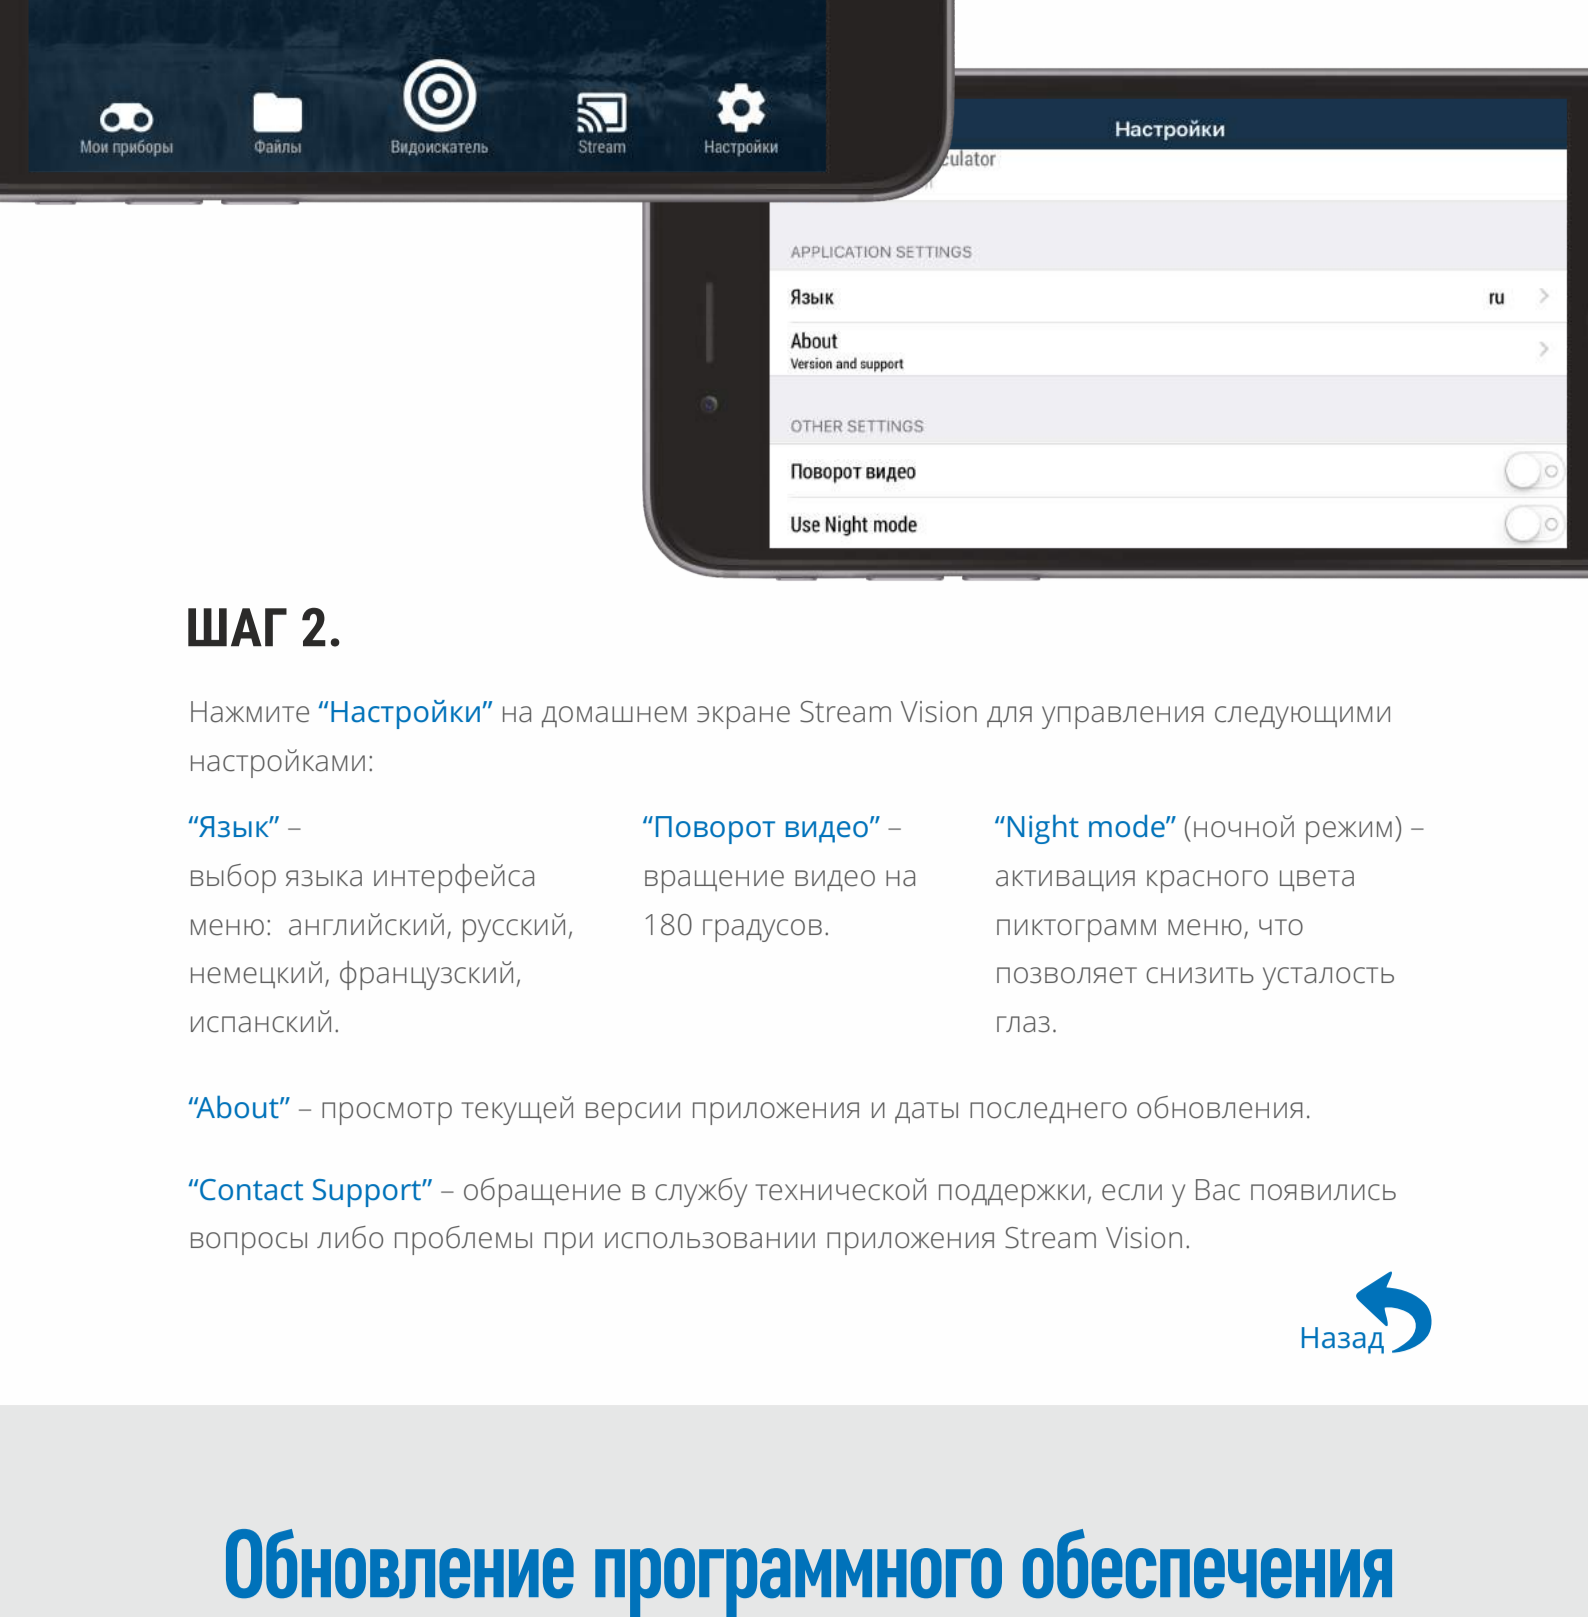 Мои приборы Файлы Видоискатель Stream Настройки
Настройки
APPLICATION SETTINGS
Язык ru
About
Version and support
OTHER SETTINGS
Поворот видео
Use Night mode
ШАГ 2.
Нажмите “Настройки” на домашнем экране Stream Vision для управления следующими
настройками:
“Язык” –
выбор языка интерфейса
меню: английский, русский,
немецкий, французский,
испанский.
“Поворот видео” –
вращение видео на
180 градусов.
“Night mode” (ночной режим) –
активация красного цвета
пиктограмм меню, что
позволяет снизить усталость
глаз.
“About” – просмотр текущей версии приложения и даты последнего обновления.
“Contact Support” – обращение в службу технической поддержки, если у Вас появились
вопросы либо проблемы при использовании приложения Stream Vision.
Назад
Обновление программного обеспечения